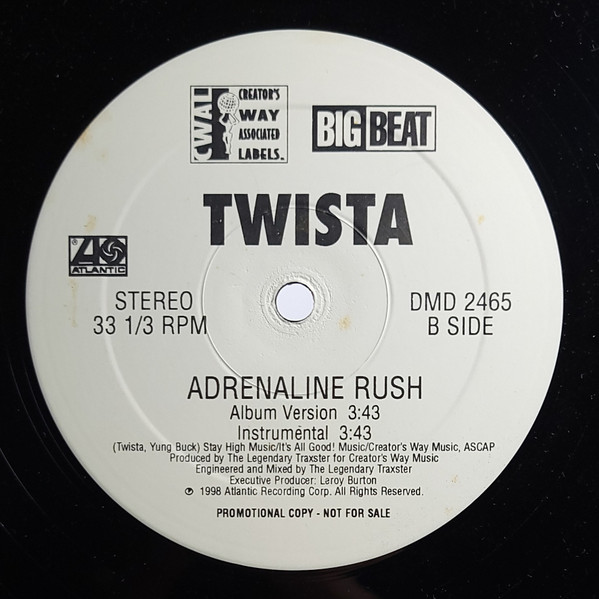 CWAL
CREATOR'S
WAY
ASSOCIATED
LABELS™
BIG BEAT
TWISTA
ATLANTIC
STEREO
33 1/3 RPM
DMD 2465
B SIDE
ADRENALINE RUSH
Album Version 3:43
Instrumental 3:43
(Twista, Yung Buck) Stay High Music/It's All Good! Music/Creator's Way Music, ASCAP
Produced by The Legendary Traxster for Creator's Way Music
Engineered and Mixed by The Legendary Traxster
Executive Producer: Laroy Burton
℗ 1998 Atlantic Recording Corp. All Rights Reserved.
PROMOTIONAL COPY - NOT FOR SALE